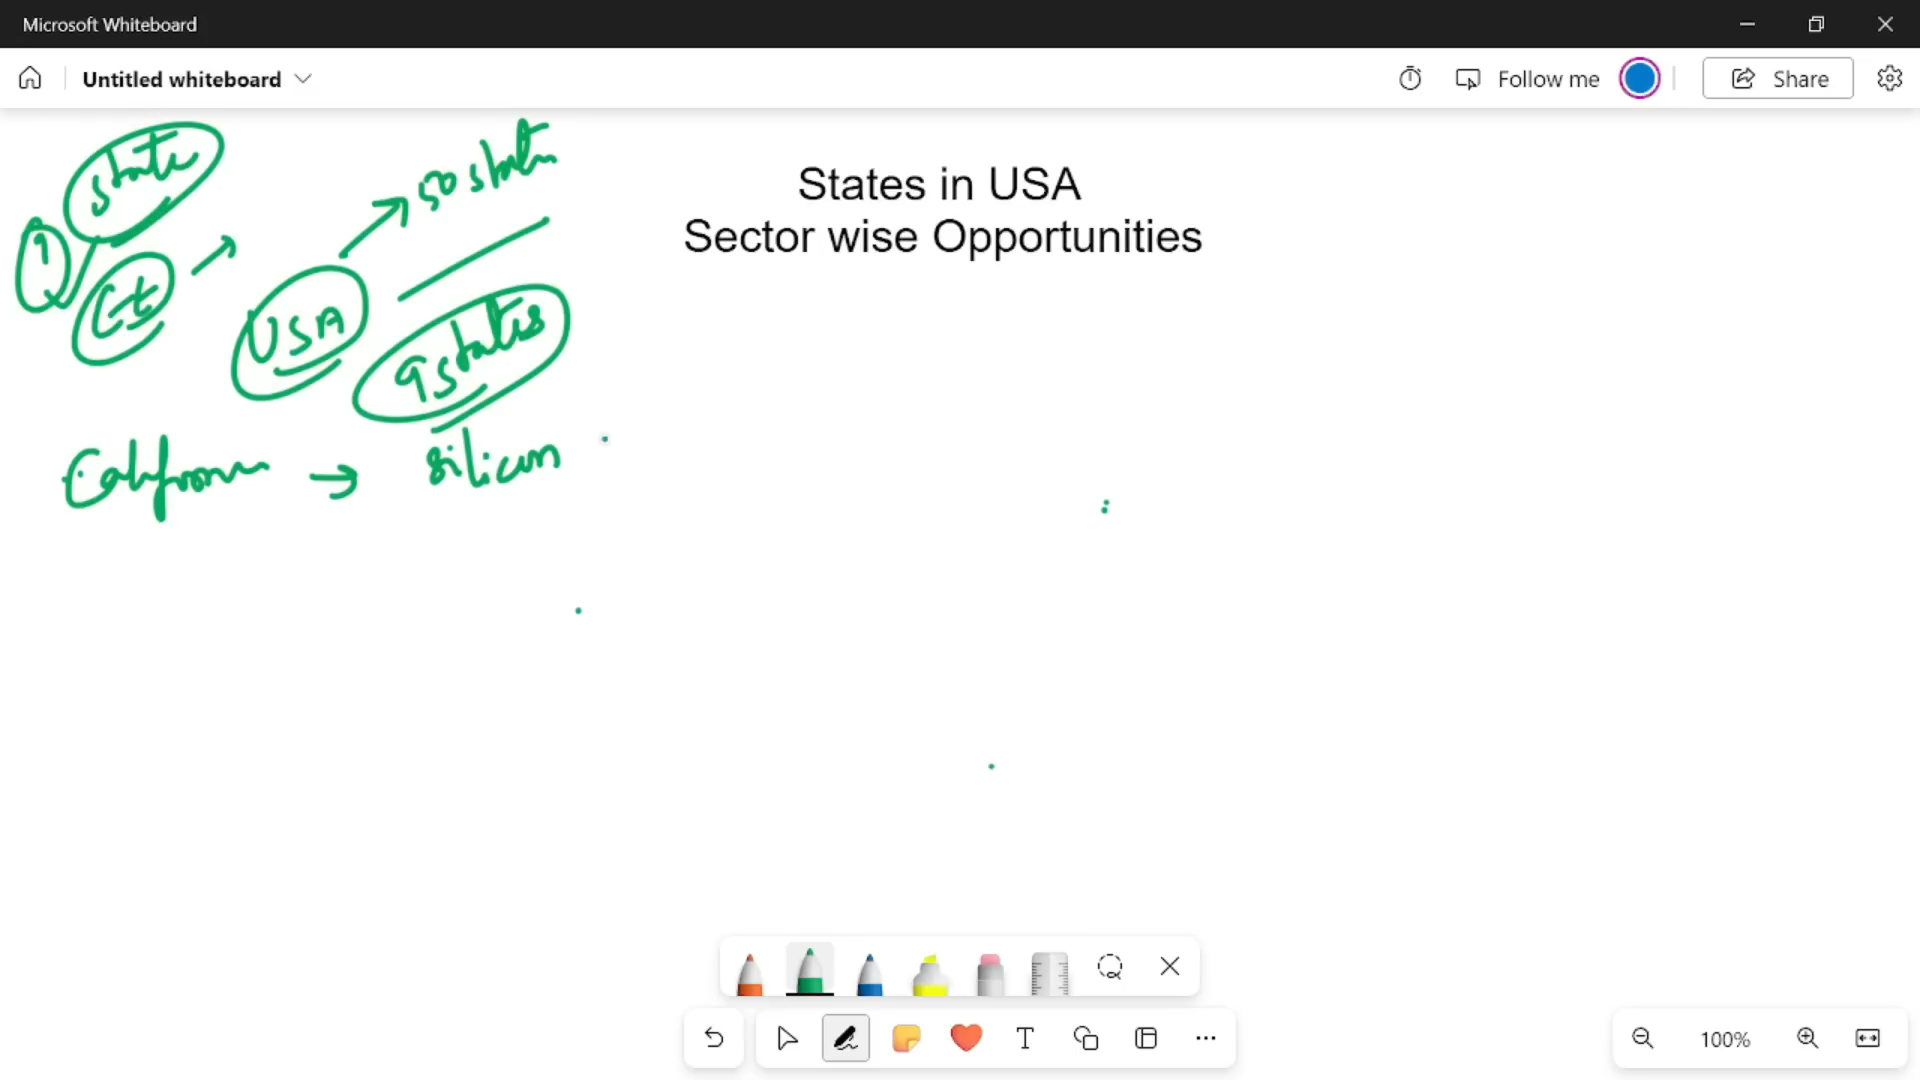 Microsoft Whiteboard
Untitled whiteboard
Follow me
Share
States in USA
Sector wise Opportunities
state
50 states
USA
9 states
California → silicon
100%